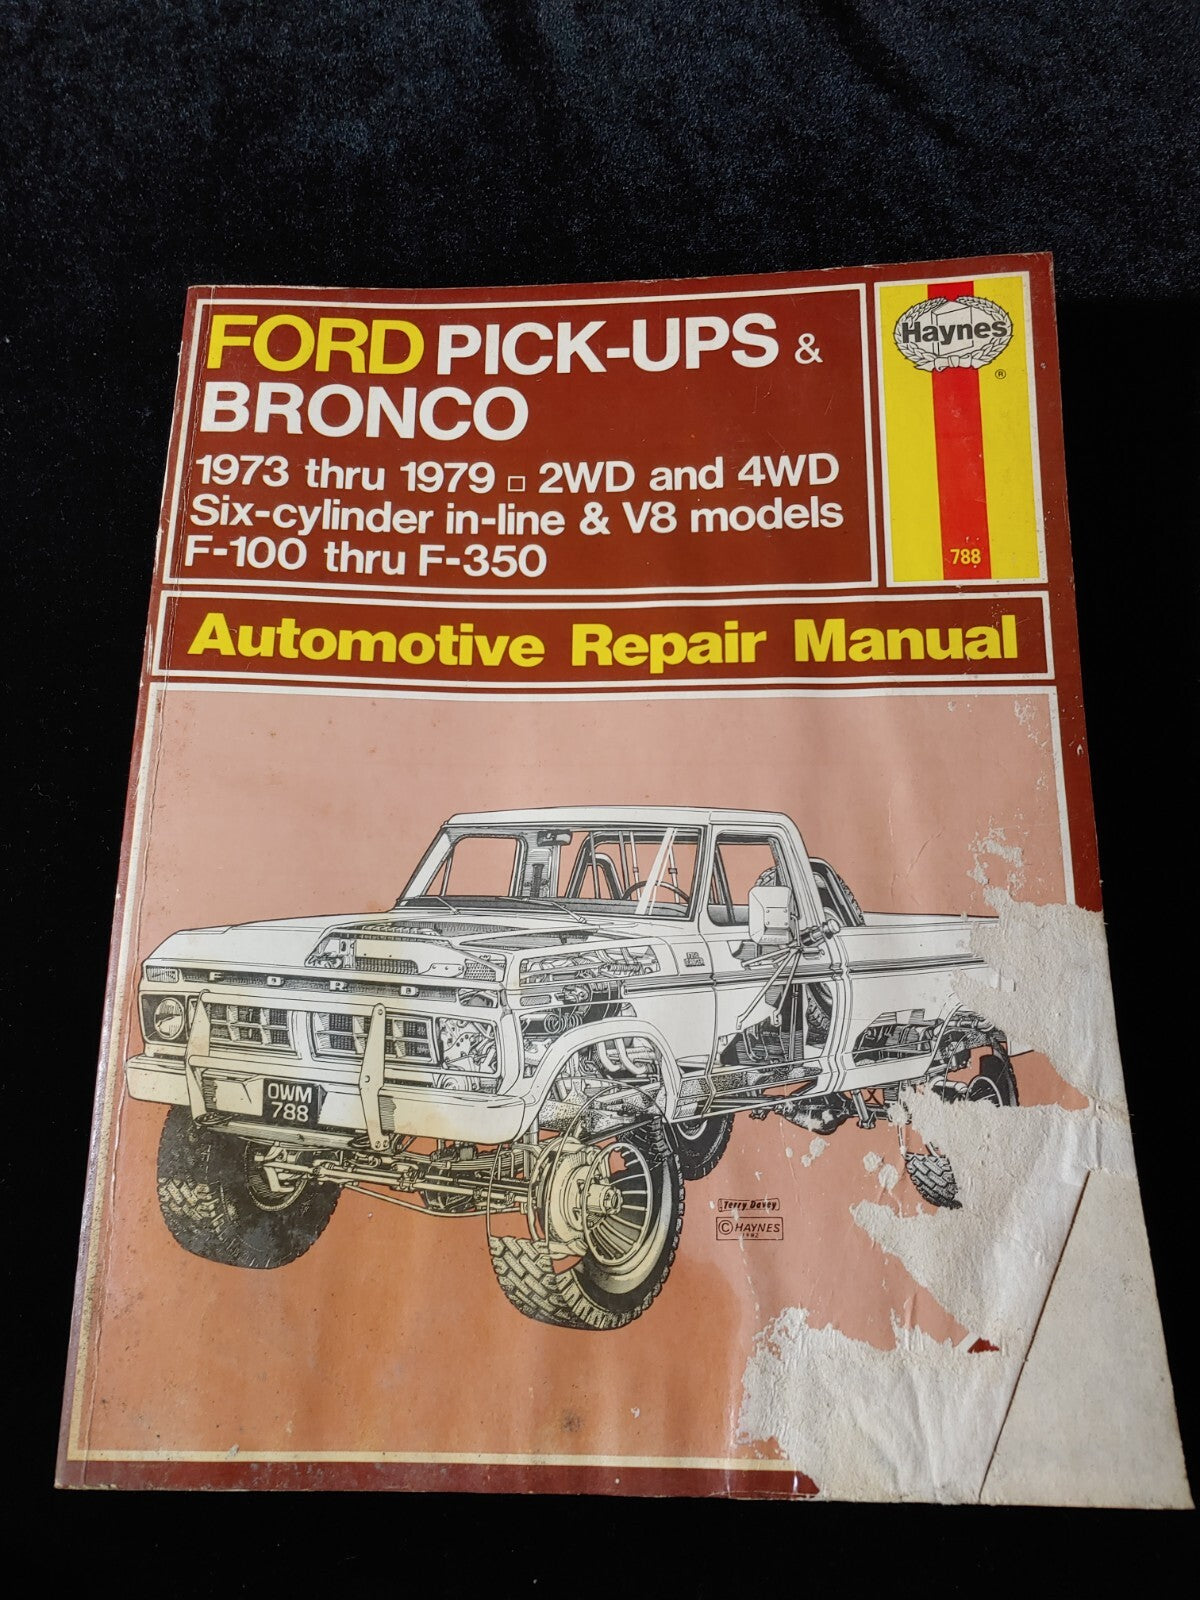 FORD PICK-UPS &
BRONCO
1973 thru 1979 □ 2WD and 4WD
Six-cylinder in-line & V8 models
F-100 thru F-350
Haynes
®
788
Automotive Repair Manual
FORD
OWM
788
Terry Davey
© HAYNES